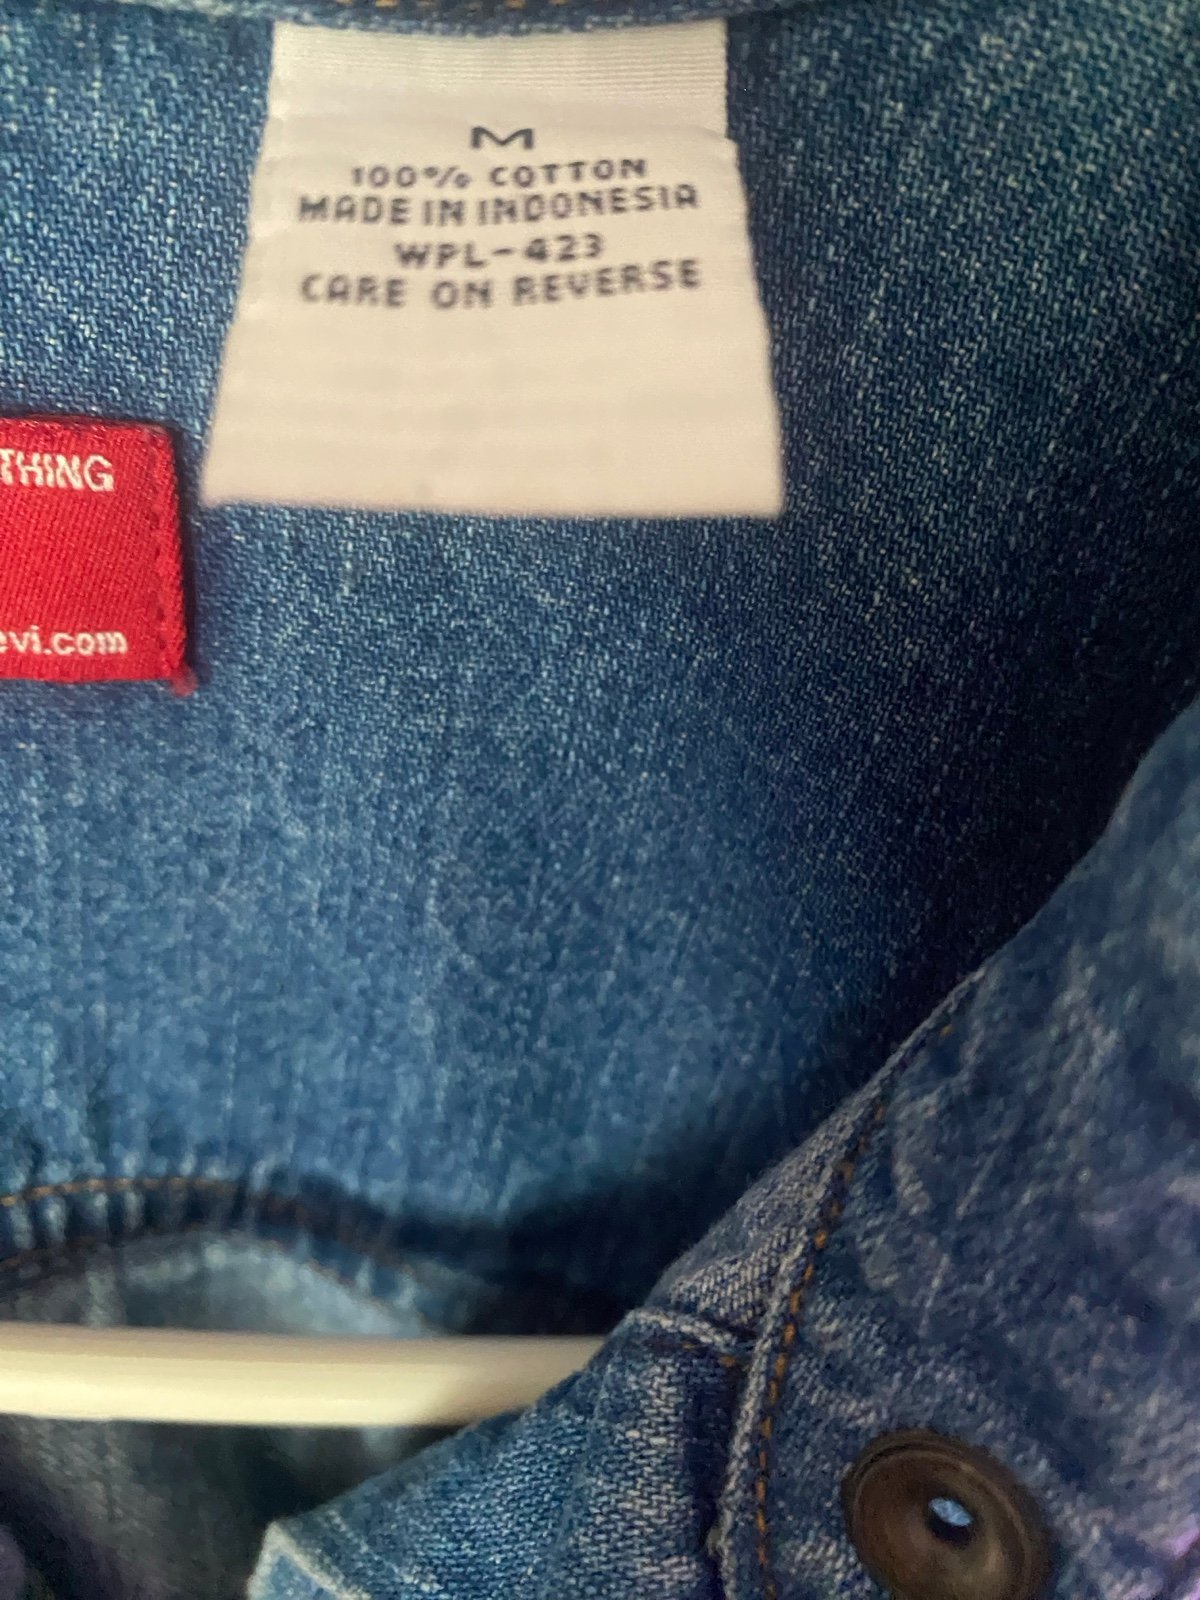 M
100% COTTON
MADE IN INDONESIA
WPL-423
CARE ON REVERSE
THING
evi.com